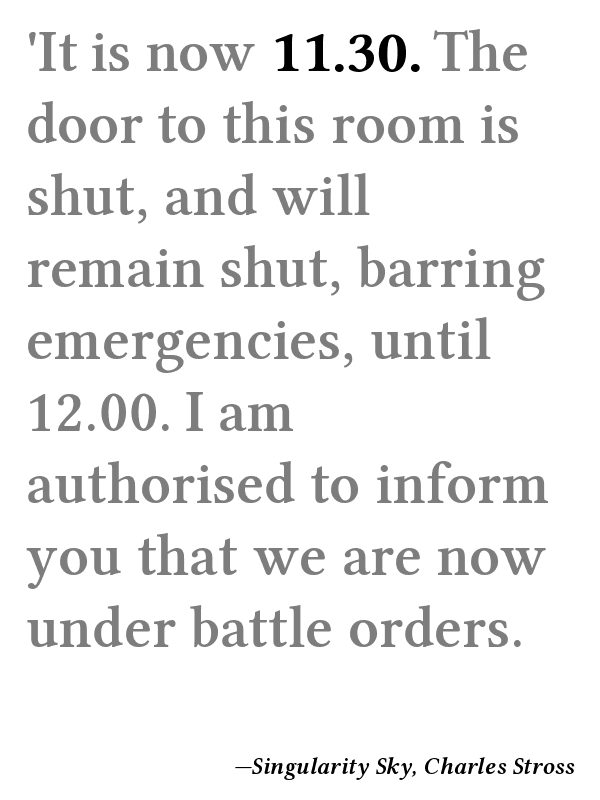 'It is now 11.30. The
door to this room is
shut, and will
remain shut, barring
emergencies, until
12.00. I am
authorised to inform
you that we are now
under battle orders.
—Singularity Sky, Charles Stross